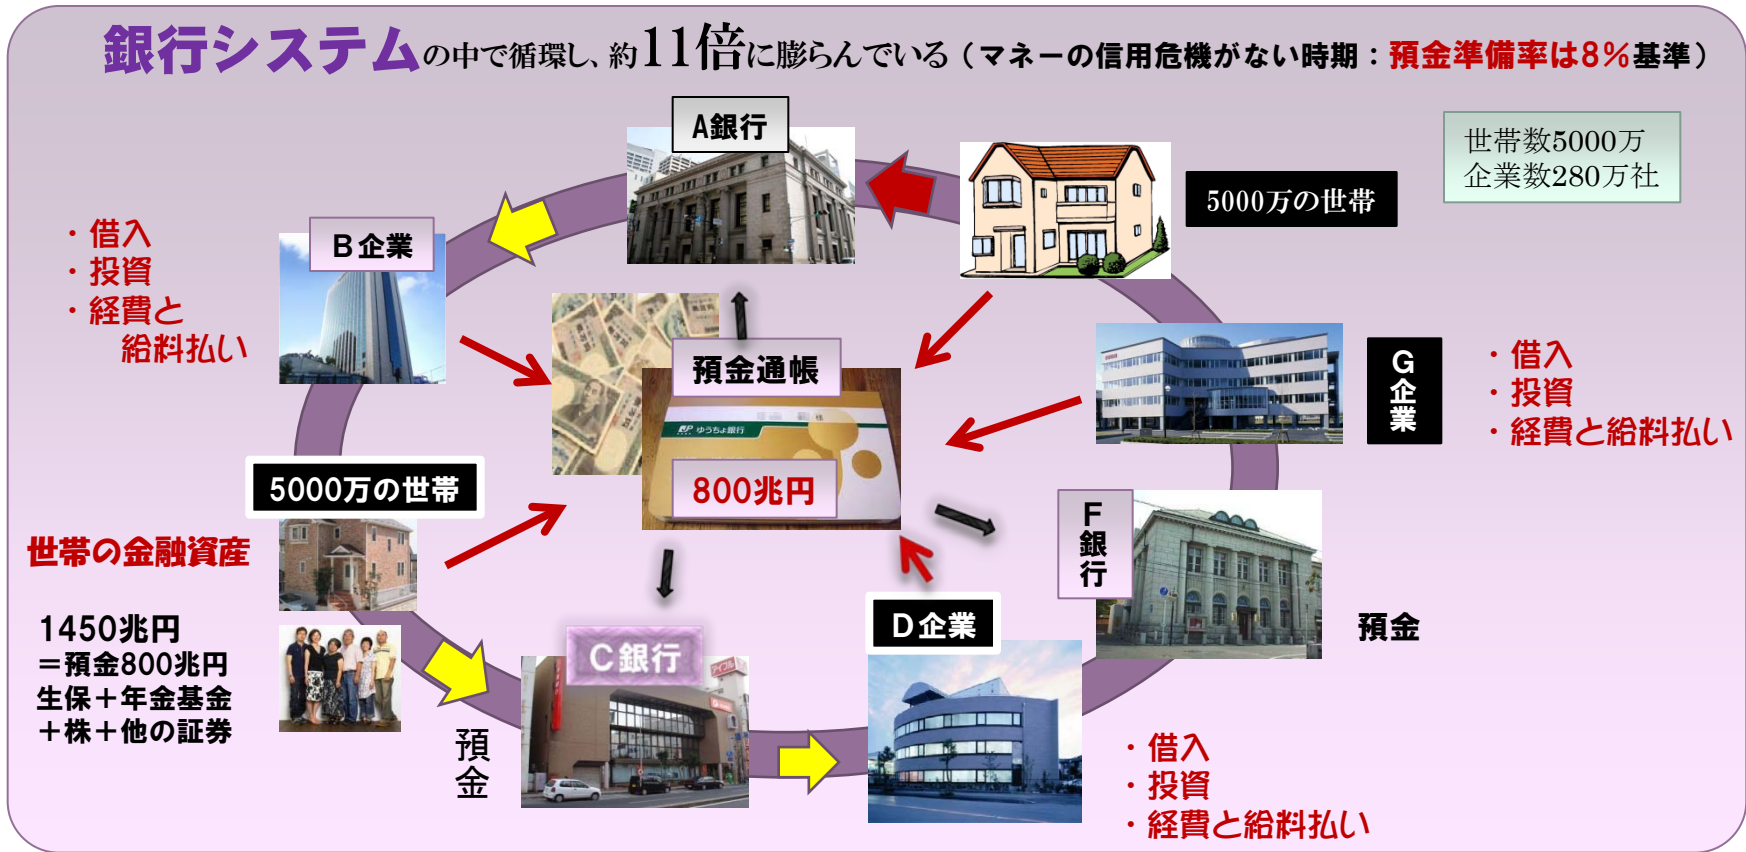 銀行システムの中で循環し、約11倍に膨らんでいる（マネーの信用危機がない時期：預金準備率は8%基準）
A銀行
世帯数5000万
企業数280万社
5000万の世帯
・借入
・投資
・経費と
給料払い
B企業
預金通帳
ゆうちょ銀行
800兆円
G企業
・借入
・投資
・経費と給料払い
5000万の世帯
世帯の金融資産
1450兆円
＝預金800兆円
生保＋年金基金
＋株＋他の証券
F銀行
預金
D企業
C銀行
預金
・借入
・投資
・経費と給料払い